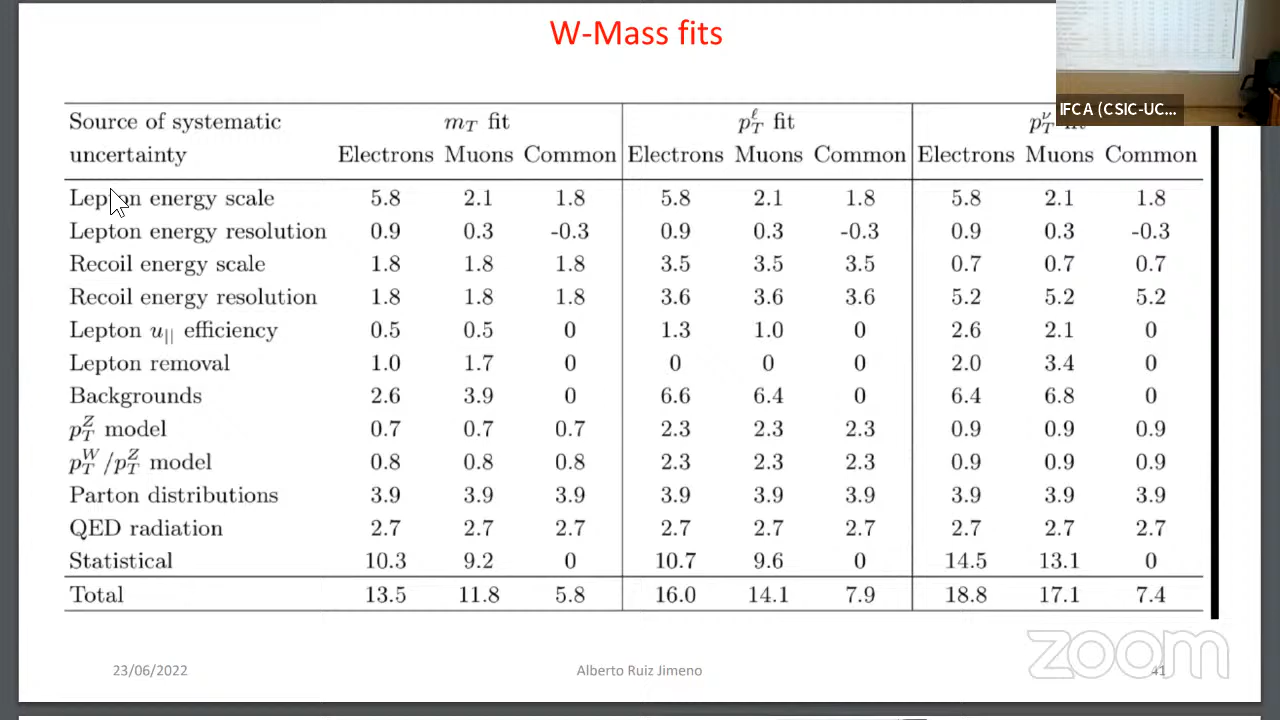 W-Mass fits
IFCA (CSIC-UC...
Source of systematic m_T fit p_T^ℓ fit p_T^ν fit
uncertainty Electrons Muons Common Electrons Muons Common Electrons Muons Common
Lepton energy scale 5.8 2.1 1.8 5.8 2.1 1.8 5.8 2.1 1.8
Lepton energy resolution 0.9 0.3 -0.3 0.9 0.3 -0.3 0.9 0.3 -0.3
Recoil energy scale 1.8 1.8 1.8 3.5 3.5 3.5 0.7 0.7 0.7
Recoil energy resolution 1.8 1.8 1.8 3.6 3.6 3.6 5.2 5.2 5.2
Lepton u_|| efficiency 0.5 0.5 0 1.3 1.0 0 2.6 2.1 0
Lepton removal 1.0 1.7 0 0 0 0 2.0 3.4 0
Backgrounds 2.6 3.9 0 6.6 6.4 0 6.4 6.8 0
p_T^Z model 0.7 0.7 0.7 2.3 2.3 2.3 0.9 0.9 0.9
p_T^W/p_T^Z model 0.8 0.8 0.8 2.3 2.3 2.3 0.9 0.9 0.9
Parton distributions 3.9 3.9 3.9 3.9 3.9 3.9 3.9 3.9 3.9
QED radiation 2.7 2.7 2.7 2.7 2.7 2.7 2.7 2.7 2.7
Statistical 10.3 9.2 0 10.7 9.6 0 14.5 13.1 0
Total 13.5 11.8 5.8 16.0 14.1 7.9 18.8 17.1 7.4
zoom
23/06/2022 Alberto Ruiz Jimeno 41